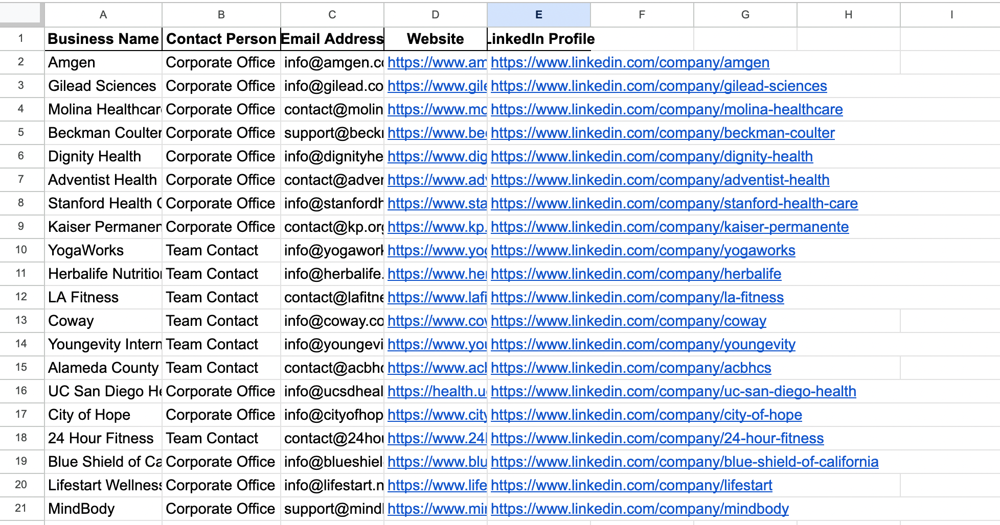 A B C D E F G H I
1 Business Name Contact Person Email Address Website LinkedIn Profile
2 Amgen Corporate Office info@amgen.co https://www.am https://www.linkedin.com/company/amgen
3 Gilead Sciences Corporate Office info@gilead.co https://www.gile https://www.linkedin.com/company/gilead-sciences
4 Molina Healthcar Corporate Office contact@molin https://www.mo https://www.linkedin.com/company/molina-healthcare
5 Beckman Coulter Corporate Office support@beck https://www.be https://www.linkedin.com/company/beckman-coulter
6 Dignity Health Corporate Office info@dignityhe https://www.dig https://www.linkedin.com/company/dignity-health
7 Adventist Health Corporate Office contact@adven https://www.ad https://www.linkedin.com/company/adventist-health
8 Stanford Health C Corporate Office info@stanfordh https://www.sta https://www.linkedin.com/company/stanford-health-care
9 Kaiser Permanen Corporate Office contact@kp.org https://www.kp. https://www.linkedin.com/company/kaiser-permanente
10 YogaWorks Team Contact info@yogawork https://www.yog https://www.linkedin.com/company/yogaworks
11 Herbalife Nutrition Team Contact info@herbalife. https://www.her https://www.linkedin.com/company/herbalife
12 LA Fitness Team Contact contact@lafitne https://www.lafi https://www.linkedin.com/company/la-fitness
13 Coway Team Contact info@coway.co https://www.cow https://www.linkedin.com/company/coway
14 Youngevity Intern Team Contact info@youngevi https://www.you https://www.linkedin.com/company/youngevity
15 Alameda County Team Contact contact@acbhc https://www.acb https://www.linkedin.com/company/acbhcs
16 UC San Diego He Corporate Office info@ucsdheal https://health.u https://www.linkedin.com/company/uc-san-diego-health
17 City of Hope Corporate Office info@cityofhop https://www.city https://www.linkedin.com/company/city-of-hope
18 24 Hour Fitness Team Contact contact@24hou https://www.24h https://www.linkedin.com/company/24-hour-fitness
19 Blue Shield of Ca Corporate Office info@blueshiel https://www.blu https://www.linkedin.com/company/blue-shield-of-california
20 Lifestart Wellness Corporate Office info@lifestart.n https://www.life https://www.linkedin.com/company/lifestart
21 MindBody Corporate Office support@mindb https://www.min https://www.linkedin.com/company/mindbody